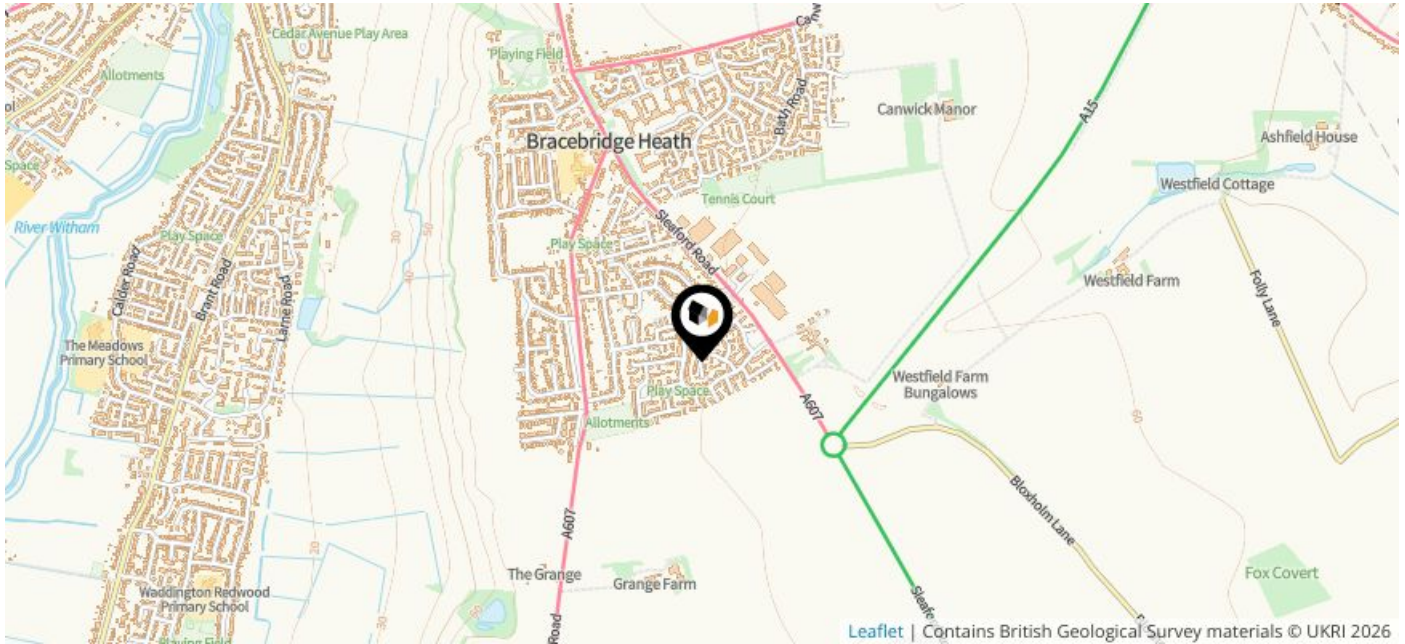 Cedar Avenue Play Area
Playing Field
Allotments
Bath Road
A15
Canwick Manor
Ashfield House
Bracebridge Heath
Space
Westfield Cottage
Tennis Court
River Witham
Play Space
Play Space
Sleaford Road
Calder Road
Brant Road
Larne Road
Westfield Farm
Folly Lane
The Meadows
Primary School
Westfield Farm
Bungalows
Play Space
A607
Allotments
Bloxholm Lane
A607
The Grange
Grange Farm
Fox Covert
Waddington Redwood
Primary School
Playing Field
Road
Leaflet | Contains British Geological Survey materials © UKRI 2026